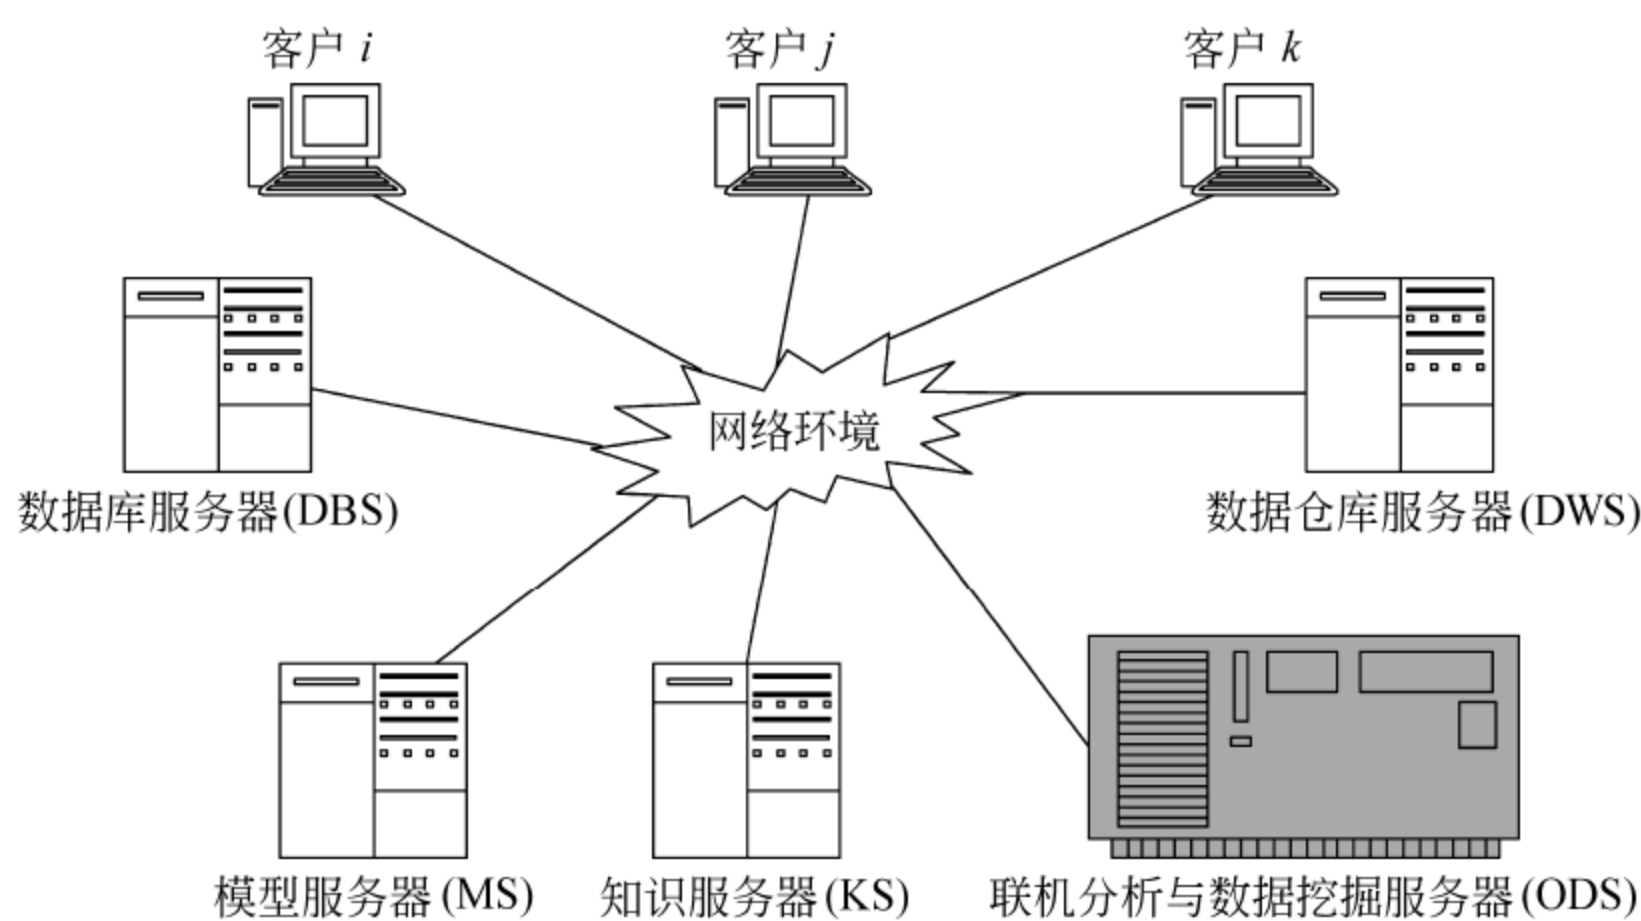 客户 i
客户 j
客户 k
网络环境
数据库服务器(DBS)
数据仓库服务器(DWS)
模型服务器(MS)
知识服务器(KS)
联机分析与数据挖掘服务器(ODS)